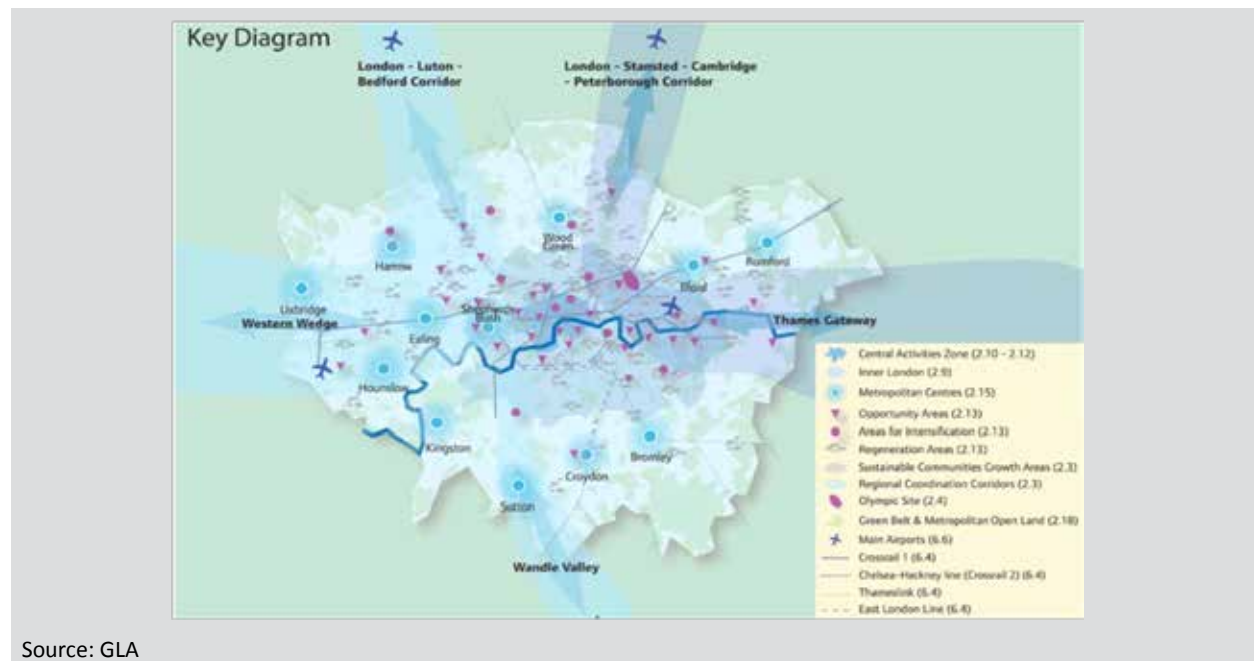 Key Diagram
London - Luton -
Bedford Corridor
London - Stansted - Cambridge
- Peterborough Corridor
Wood
Green
Harrow
Romford
Ilford
Uxbridge
Western Wedge
Shepherds
Bush
Ealing
Thames Gateway
Hounslow
Kingston
Croydon
Bromley
Sutton
Wandle Valley
Central Activities Zone (2.10 - 2.12)
Inner London (2.9)
Metropolitan Centres (2.15)
Opportunity Areas (2.13)
Areas for Intensification (2.13)
Regeneration Areas (2.13)
Sustainable Communities Growth Areas (2.3)
Regional Coordination Corridors (2.3)
Olympic Site (2.4)
Green Belt & Metropolitan Open Land (2.18)
Main Airports (6.6)
Crossrail 1 (6.4)
Chelsea-Hackney line (Crossrail 2) (6.4)
Thameslink (6.4)
East London Line (6.4)
Source: GLA